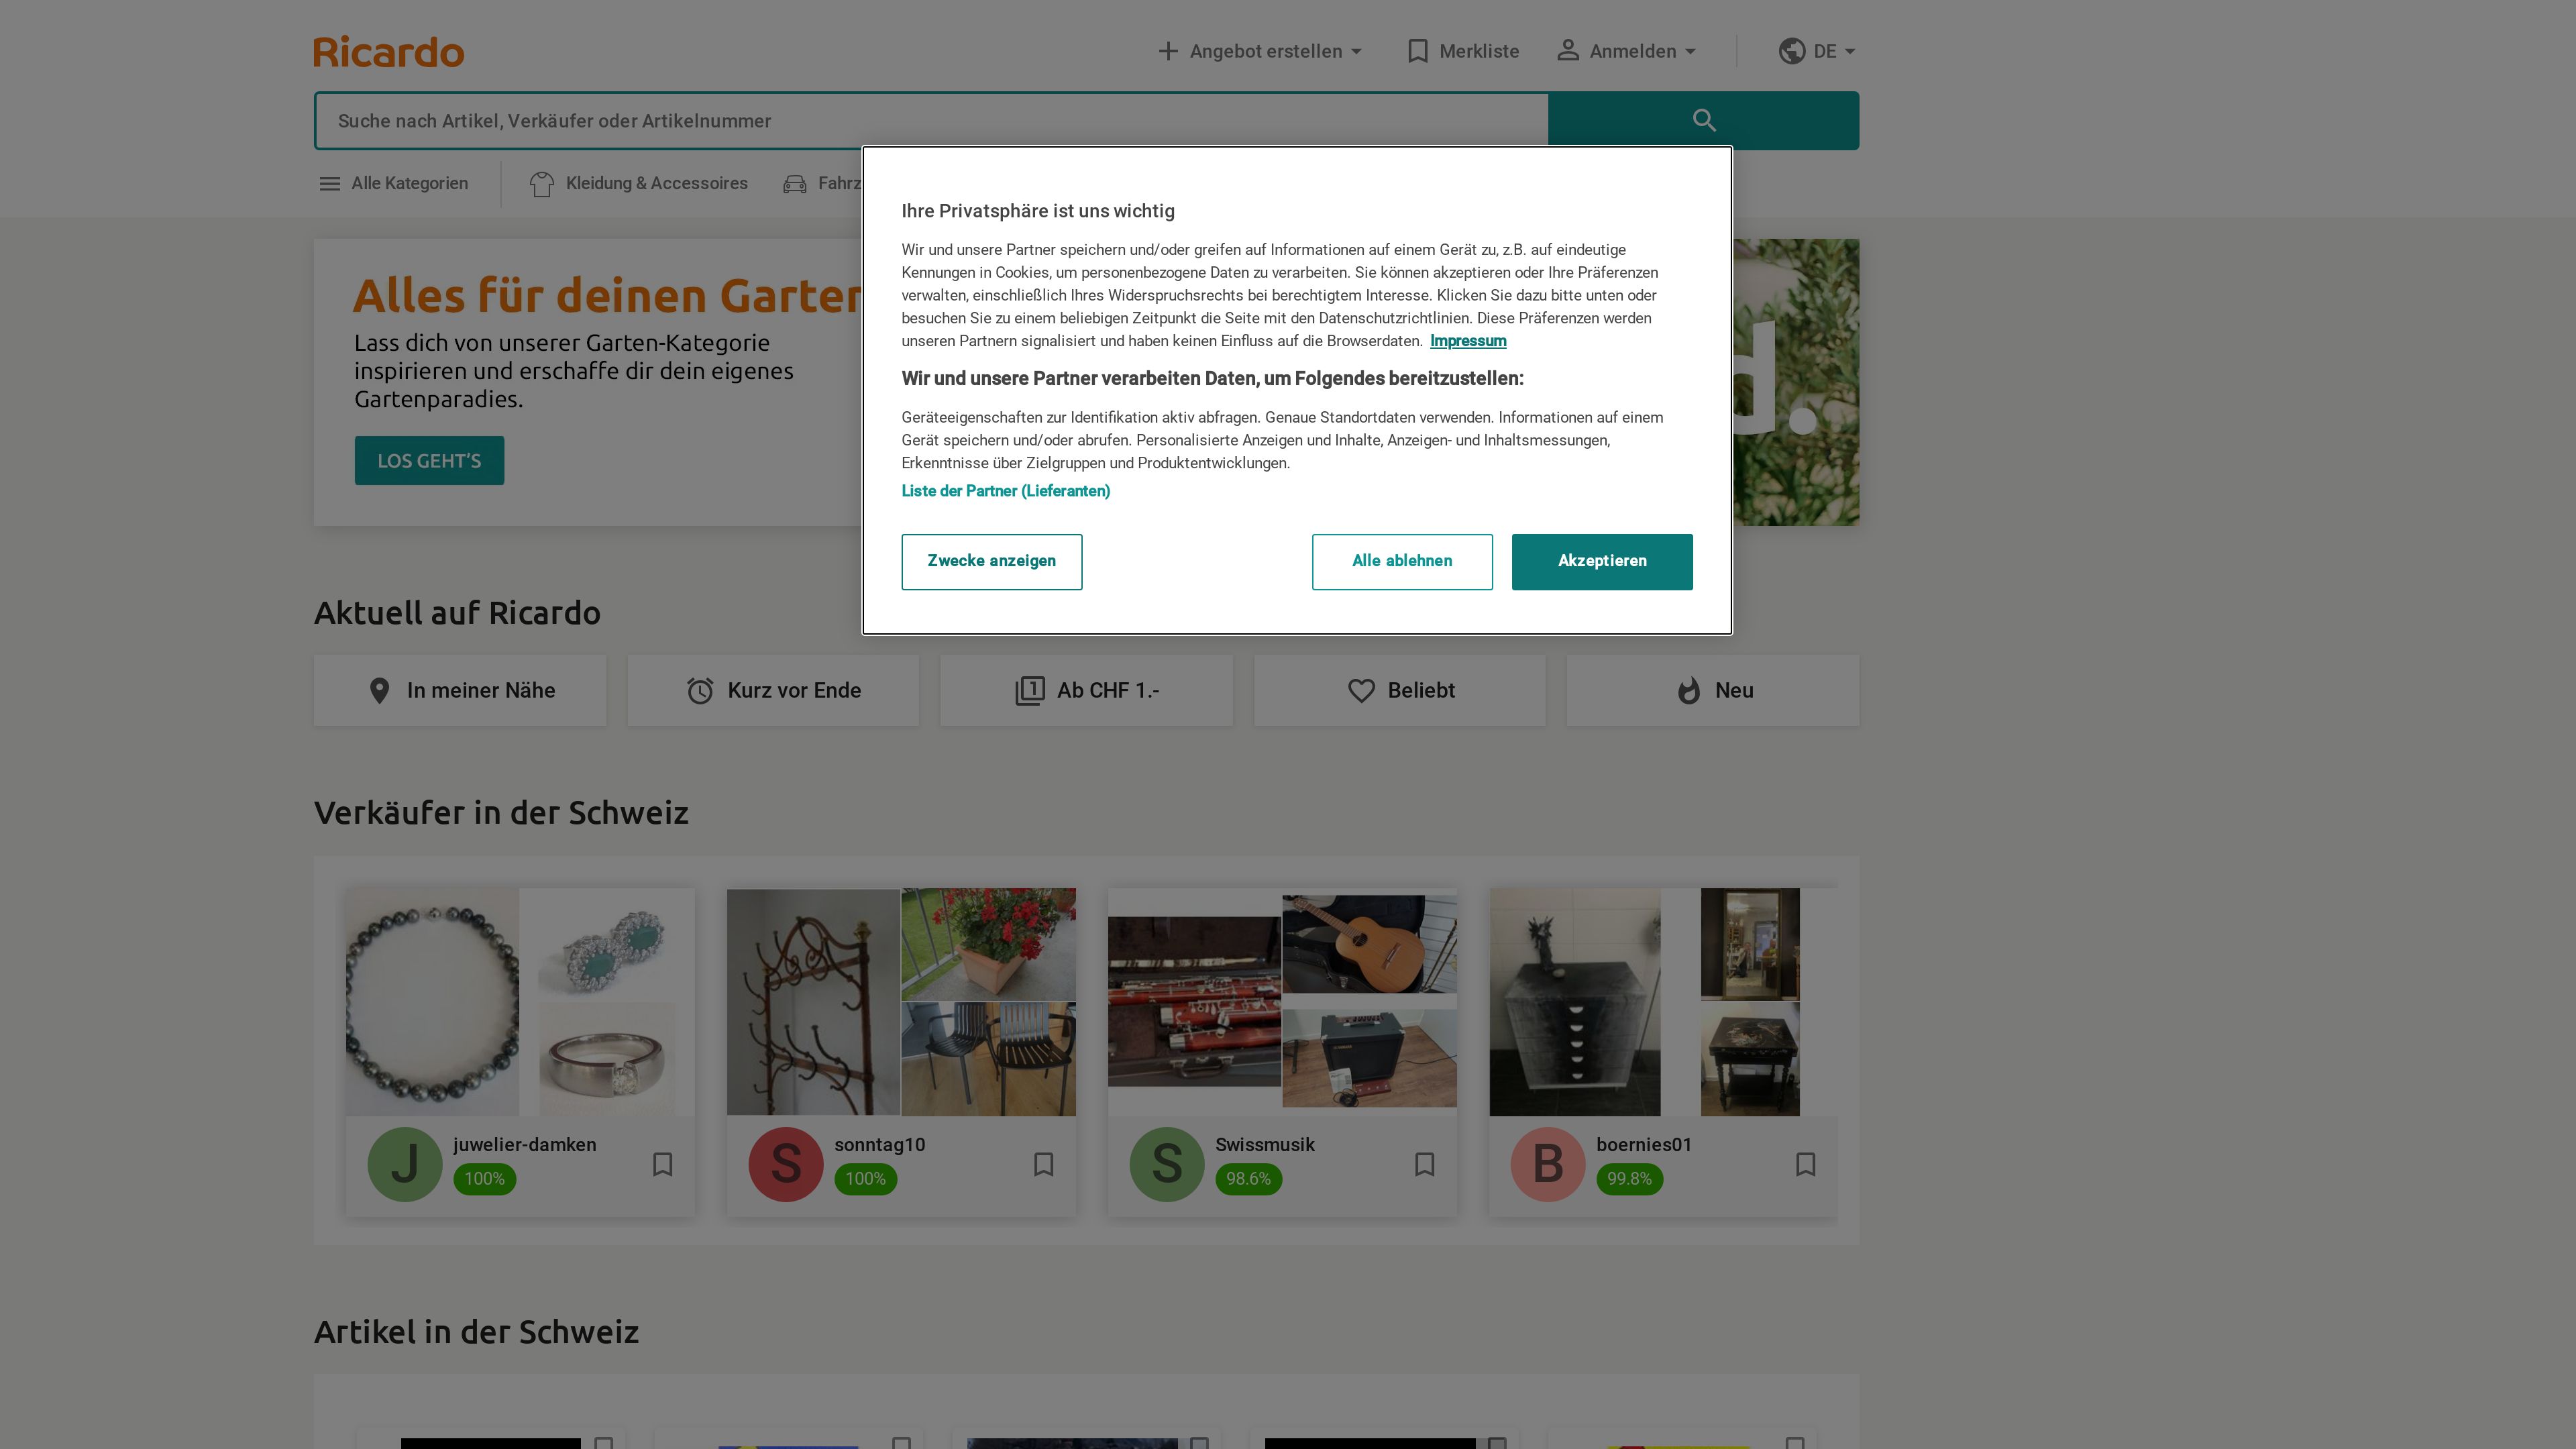 Ricardo
Angebot erstellen
Merkliste
Anmelden
DE
Suche nach Artikel, Verkäufer oder Artikelnummer
Alle Kategorien
Kleidung & Accessoires
Fahrz
Ihre Privatsphäre ist uns wichtig
Wir und unsere Partner speichern und/oder greifen auf Informationen auf einem Gerät zu, z.B. auf eindeutige
Kennungen in Cookies, um personenbezogene Daten zu verarbeiten. Sie können akzeptieren oder Ihre Präferenzen
verwalten, einschließlich Ihres Widerspruchsrechts bei berechtigtem Interesse. Klicken Sie dazu bitte unten oder
besuchen Sie zu einem beliebigen Zeitpunkt die Seite mit den Datenschutzrichtlinien. Diese Präferenzen werden
unseren Partnern signalisiert und haben keinen Einfluss auf die Browserdaten. Impressum
Wir und unsere Partner verarbeiten Daten, um Folgendes bereitzustellen:
Geräteeigenschaften zur Identifikation aktiv abfragen. Genaue Standortdaten verwenden. Informationen auf einem
Gerät speichern und/oder abrufen. Personalisierte Anzeigen und Inhalte, Anzeigen- und Inhaltsmessungen,
Erkenntnisse über Zielgruppen und Produktentwicklungen.
Liste der Partner (Lieferanten)
Zwecke anzeigen
Alle ablehnen
Akzeptieren
Alles für deinen Garten
Lass dich von unserer Garten-Kategorie
inspirieren und erschaffe dir dein eigenes
Gartenparadies.
LOS GEHT'S
d.
Aktuell auf Ricardo
In meiner Nähe
Kurz vor Ende
1 Ab CHF 1.-
Beliebt
Neu
Verkäufer in der Schweiz
J
juwelier-damken
100%
S
sonntag10
100%
S
Swissmusik
98.6%
B
boernies01
99.8%
Artikel in der Schweiz